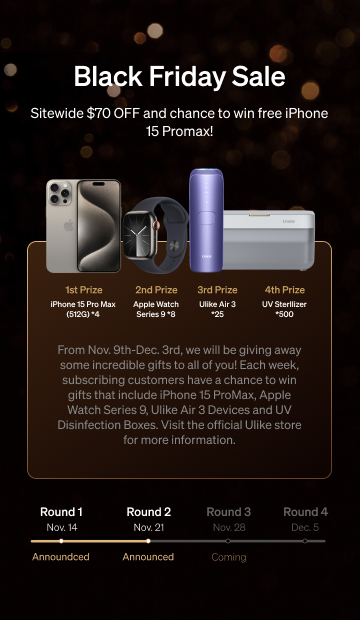 Black Friday Sale
Sitewide $70 OFF and chance to win free iPhone
15 Promax!
1st Prize
2nd Prize
3rd Prize
4th Prize
iPhone 15 Pro Max
(512G) *4
Apple Watch
Series 9 *8
Ulike Air 3
*25
UV Sterllizer
*500
From Nov. 9th-Dec. 3rd, we will be giving away
some incredible gifts to all of you! Each week,
subscribing customers have a chance to win
gifts that include iPhone 15 ProMax, Apple
Watch Series 9, Ulike Air 3 Devices and UV
Disinfection Boxes. Visit the official Ulike store
for more information.
Round 1
Round 2
Round 3
Round 4
Nov. 14
Nov. 21
Nov. 28
Dec. 5
Announdced
Announced
Coming